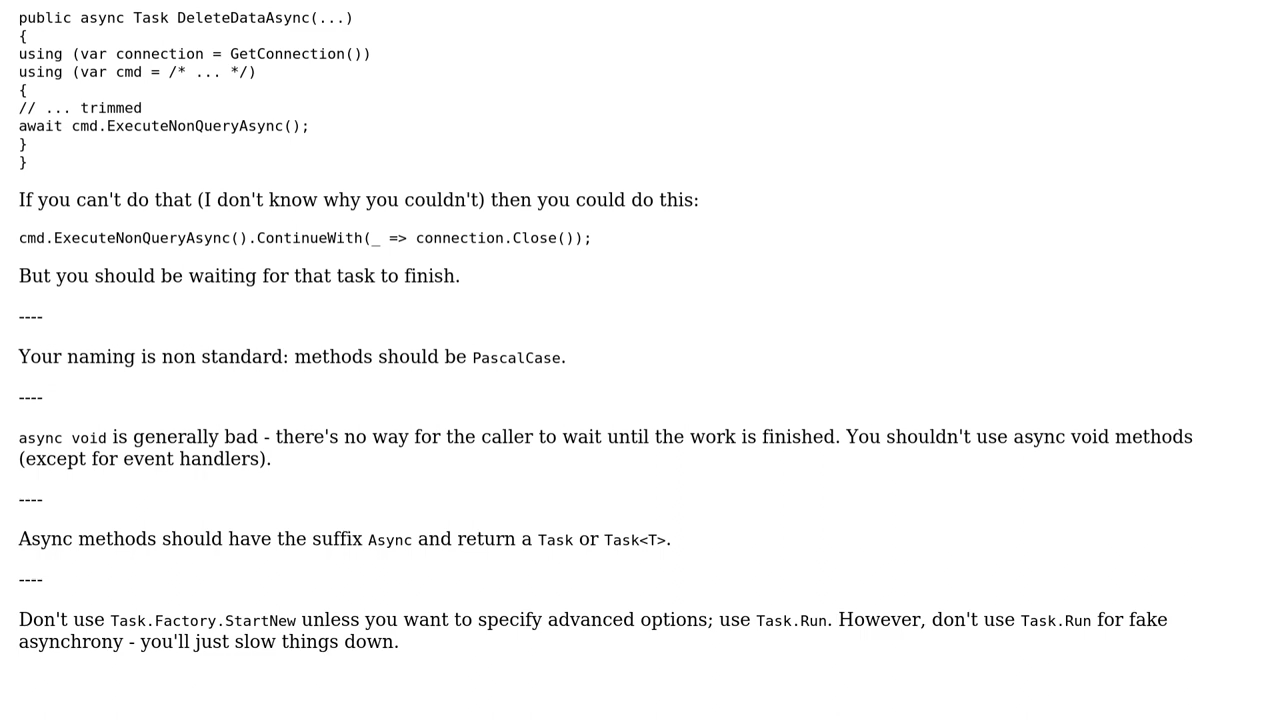 public async Task DeleteDataAsync(...)
{
using (var connection = GetConnection())
using (var cmd = /* ... */)
{
// ... trimmed
await cmd.ExecuteNonQueryAsync();
}
}
If you can't do that (I don't know why you couldn't) then you could do this:
cmd.ExecuteNonQueryAsync().ContinueWith(_ => connection.Close());
But you should be waiting for that task to finish.
----
Your naming is non standard: methods should be PascalCase.
----
async void is generally bad - there's no way for the caller to wait until the work is finished. You shouldn't use async void methods
(except for event handlers).
----
Async methods should have the suffix Async and return a Task or Task<T>.
----
Don't use Task.Factory.StartNew unless you want to specify advanced options; use Task.Run. However, don't use Task.Run for fake
asynchrony - you'll just slow things down.